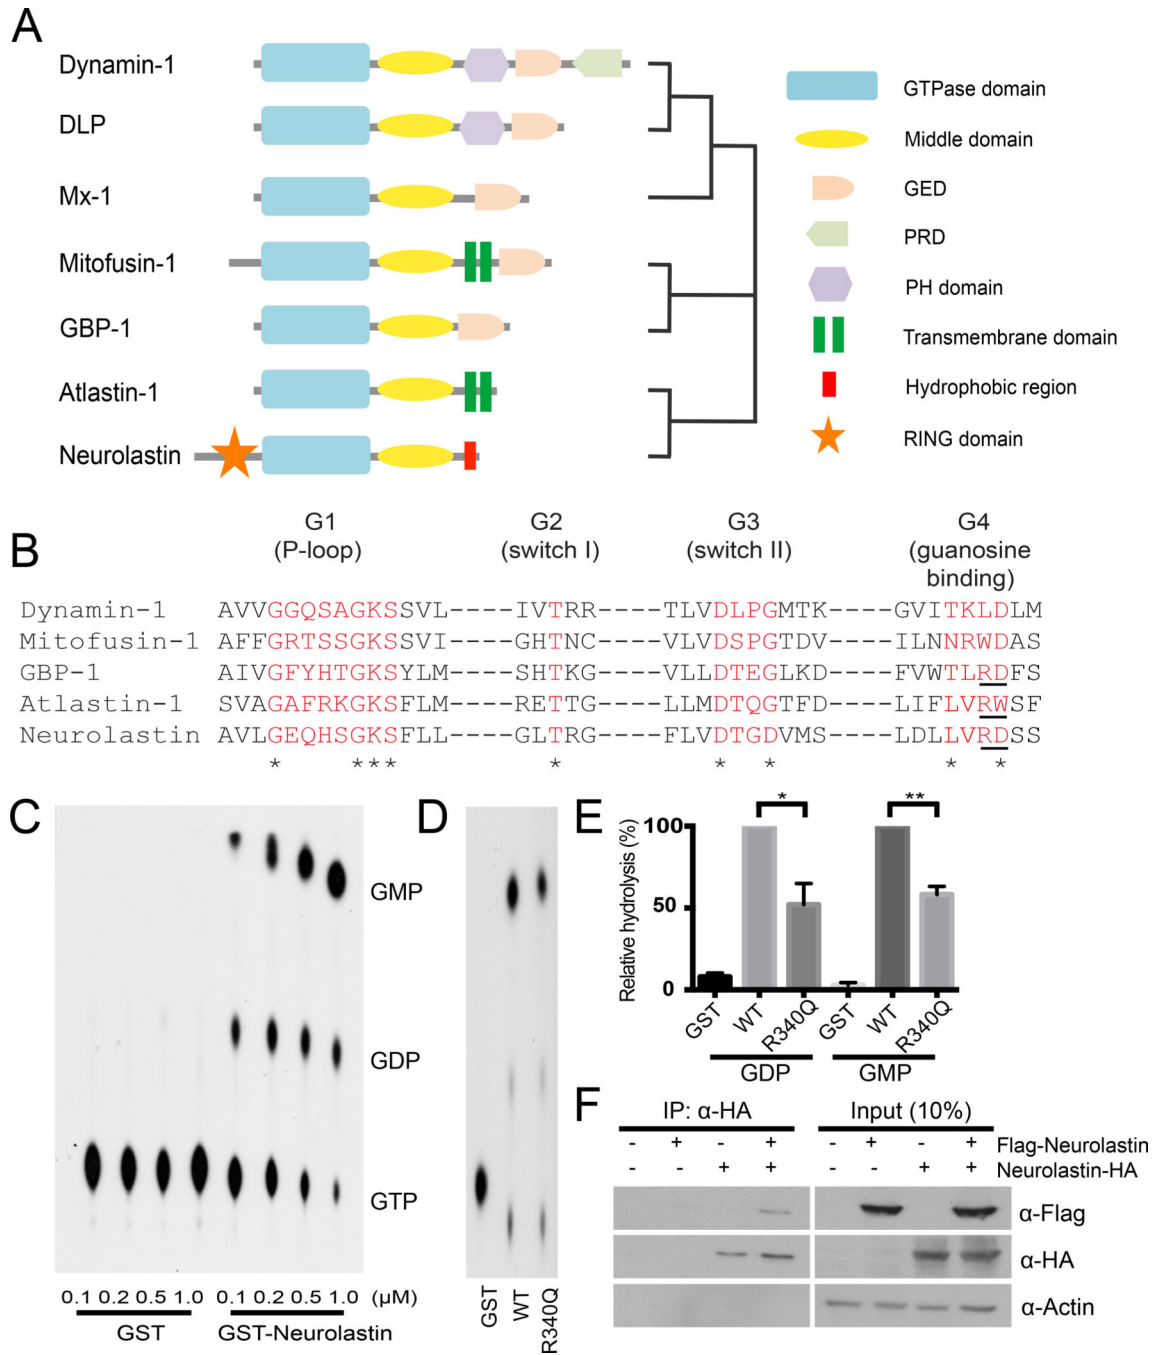 A
Dynamin-1
DLP
Mx-1
Mitofusin-1
GBP-1
Atlastin-1
Neurolastin
GTPase domain
Middle domain
GED
PRD
PH domain
Transmembrane domain
Hydrophobic region
RING domain
B
G1
(P-loop)
G2
(switch I)
G3
(switch II)
G4
(guanosine
binding)
Dynamin-1 AVVGGQSAGKSSVL----IVTRR----TLVDLPGMTK-----GVITKLDLM
Mitofusin-1 AFFGRTSSGKSSVI----GHTNC----VLVDSPGTDV-----ILNNRWDAS
GBP-1 AIVGFYHTGKSYLM----SHTKG----VLLDTEGLKD-----FVWTLRDFS
Atlastin-1 SVAGAFRKGKSFLM----RETTG----LLMDTQGTFD-----LIFLVRWSF
Neurolastin AVLGEQHSGKSFLL----GLTRG----FLVDTGDVMS-----LDLLVRDSS
* * * * * * * * *
C
GMP
GDP
GTP
0.1 0.2 0.5 1.0 0.1 0.2 0.5 1.0 (μM)
GST GST-Neurolastin
D
GST
WT
R340Q
E
* **
Relative hydrolysis (%)
100
50
0
GST WT R340Q GST WT R340Q
GDP GMP
F
IP: α-HA Input (10%)
- + - + - + - + Flag-Neurolastin
- - + + - - + + Neurolastin-HA
α-Flag
α-HA
α-Actin